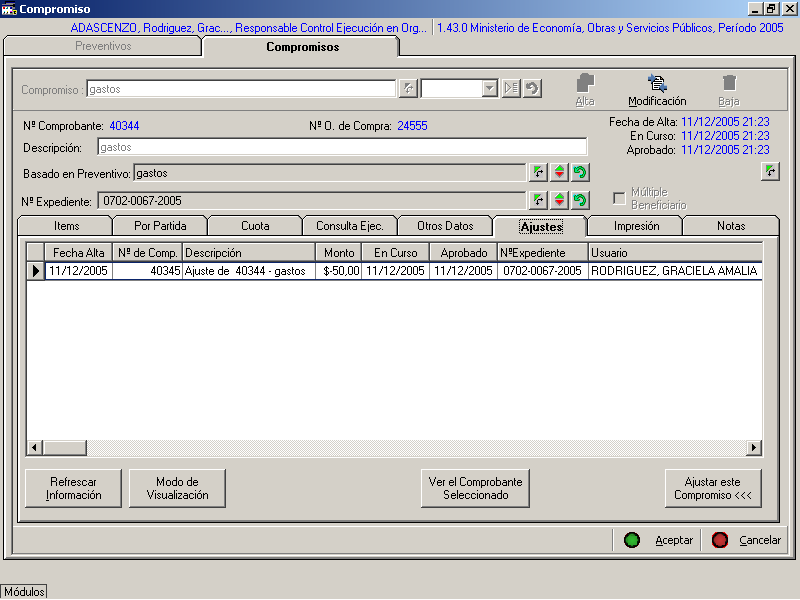 Compromiso
ADASCENZO, Rodriguez, Grac..., Responsable Control Ejecución en Org... 1.43.0 Ministerio de Economía, Obras y Servicios Públicos, Período 2005
Preventivos Compromisos
Compromiso : gastos
Alta Modificación Baja
Nº Comprobante: 40344 Nº O. de Compra: 24555
Fecha de Alta: 11/12/2005 21:23
En Curso: 11/12/2005 21:23
Aprobado: 11/12/2005 21:23
Descripción: gastos
Basado en Preventivo: gastos
Nº Expediente: 0702-0067-2005
Múltiple
Beneficiario
Items Por Partida Cuota Consulta Ejec. Otros Datos Ajustes Impresión Notas
Fecha Alta Nº de Comp. Descripción Monto En Curso Aprobado NºExpediente Usuario
11/12/2005 40345 Ajuste de 40344 - gastos $-50,00 11/12/2005 11/12/2005 0702-0067-2005 RODRIGUEZ, GRACIELA AMALIA
Refrescar
Información
Modo de
Visualización
Ver el Comprobante
Seleccionado
Ajustar este
Compromiso <<<
Aceptar Cancelar
Módulos